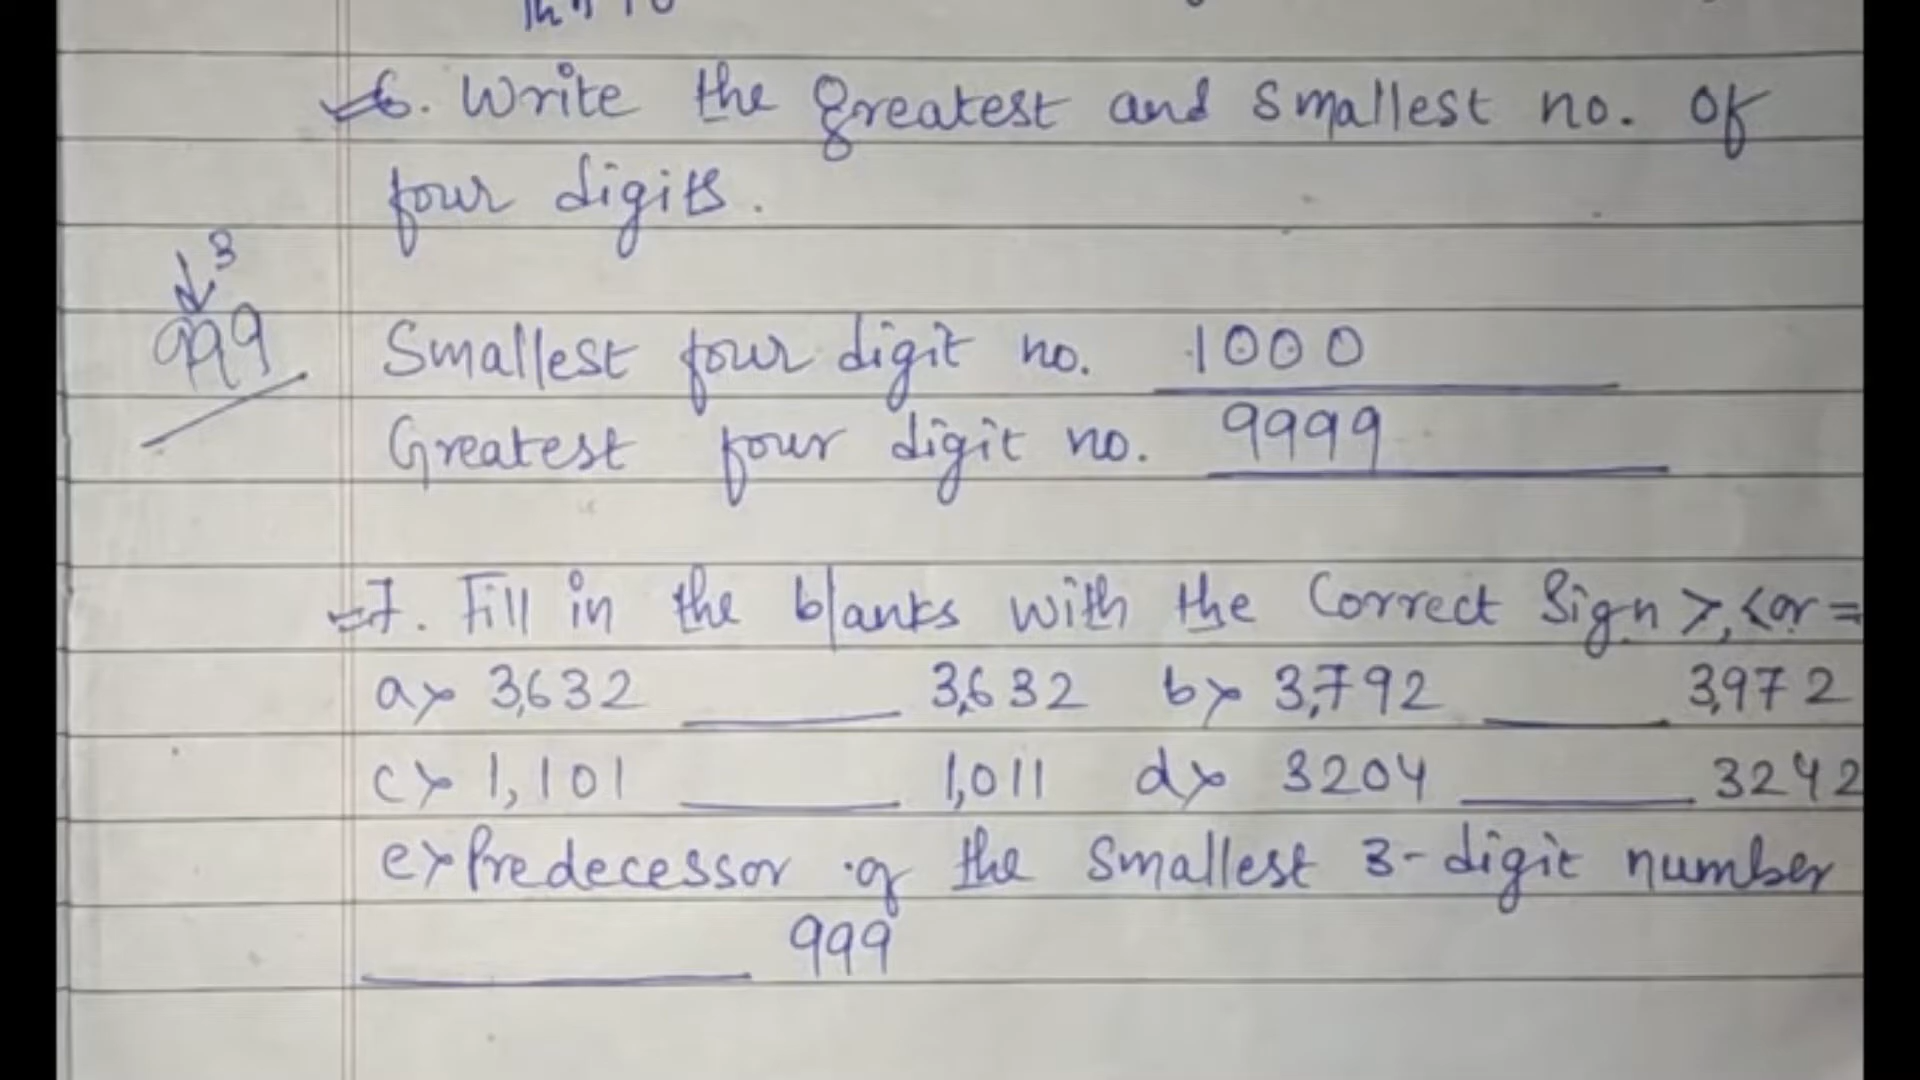 6. Write the greatest and smallest no. of
four digits.
3
999
Smallest four digit no. 1000
Greatest four digit no. 9999
7. Fill in the blanks with the Correct Sign >, < or =
a> 3,632 ______ 3,632 b> 3,792 ______ 3,972
c> 1,101 ______ 1,011 d> 3204 ______ 3242
e> Predecessor of the smallest 3-digit number
______ 999